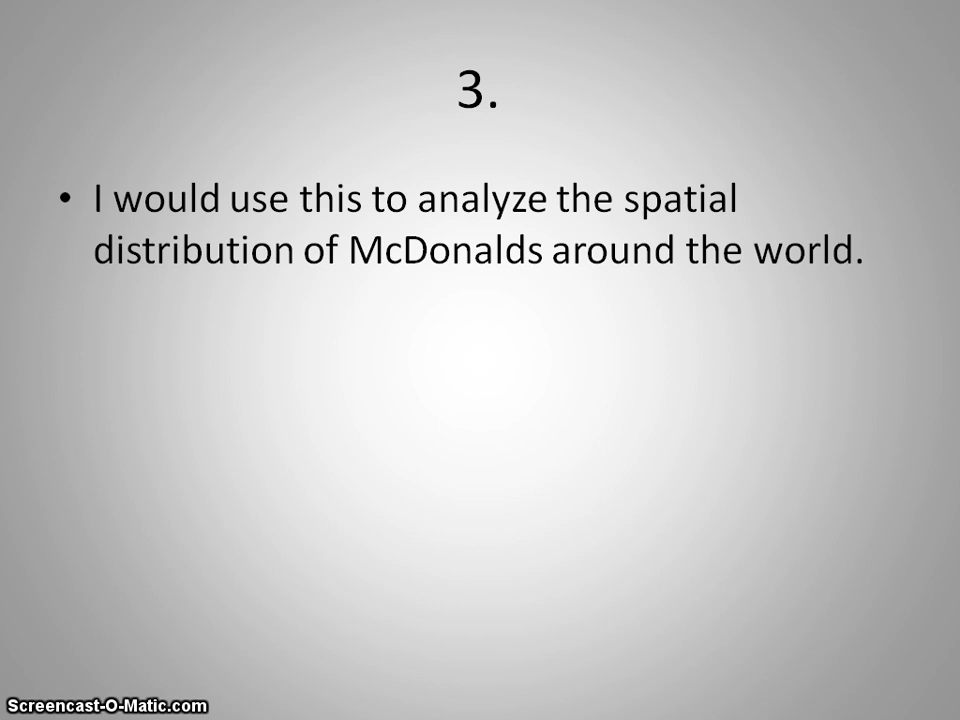 3.
• I would use this to analyze the spatial
distribution of McDonalds around the world.
Screencast-O-Matic.com